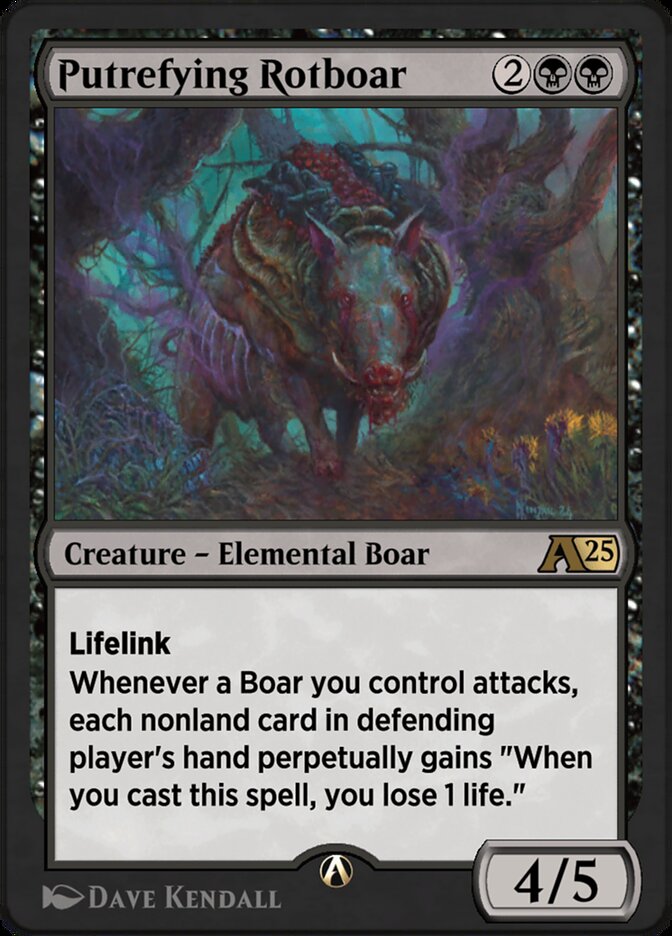 Putrefying Rotboar 2
Creature – Elemental Boar A25
Lifelink
Whenever a Boar you control attacks,
each nonland card in defending
player's hand perpetually gains "When
you cast this spell, you lose 1 life."
4/5
Dave Kendall